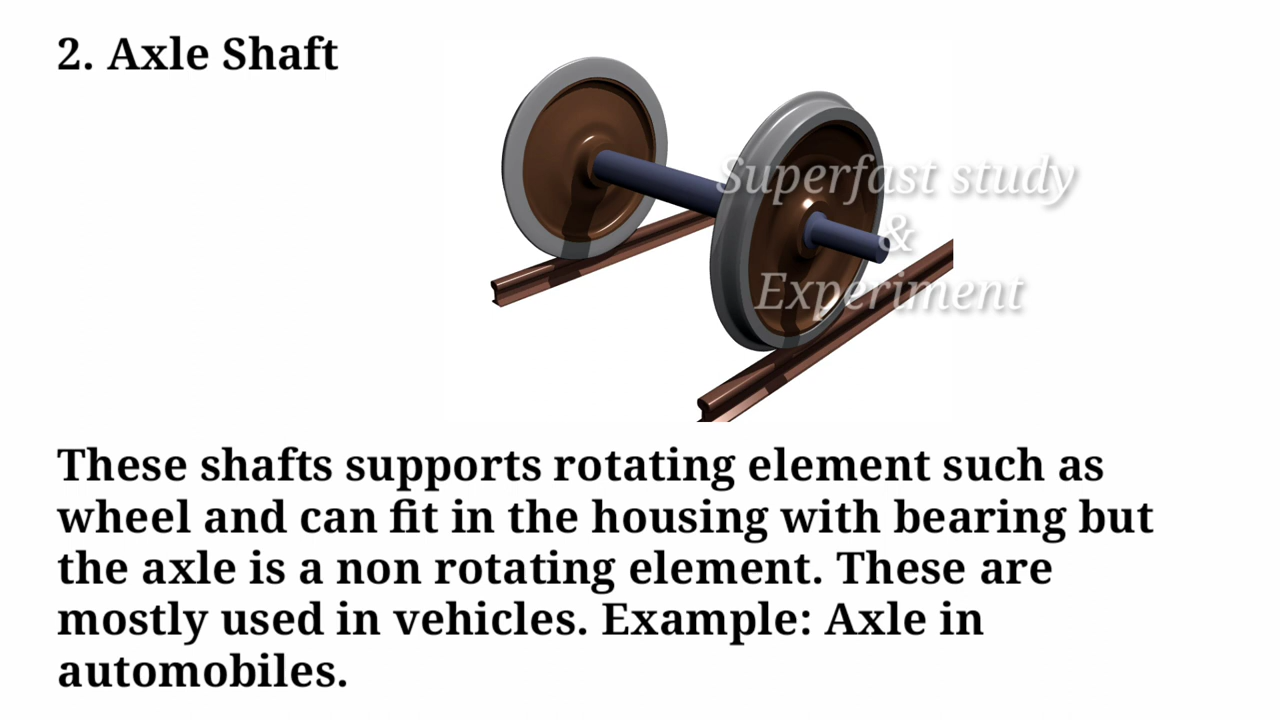 2. Axle Shaft
Superfast study
&
Experiment
These shafts supports rotating element such as
wheel and can fit in the housing with bearing but
the axle is a non rotating element. These are
mostly used in vehicles. Example: Axle in
automobiles.